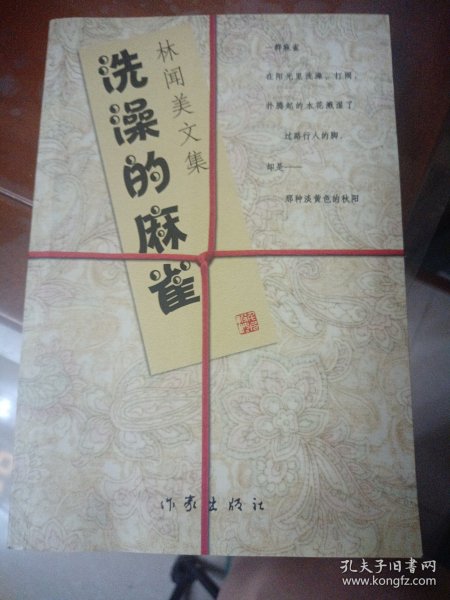 林闻美文集
洗澡的麻雀
一群麻雀
在阳光里洗澡、打闹,
扑腾起的水花溅湿了
过路行人的脚,
却是——
那种淡黄色的秋阳
作家出版社
孔夫子旧书网
www.kongfz.com